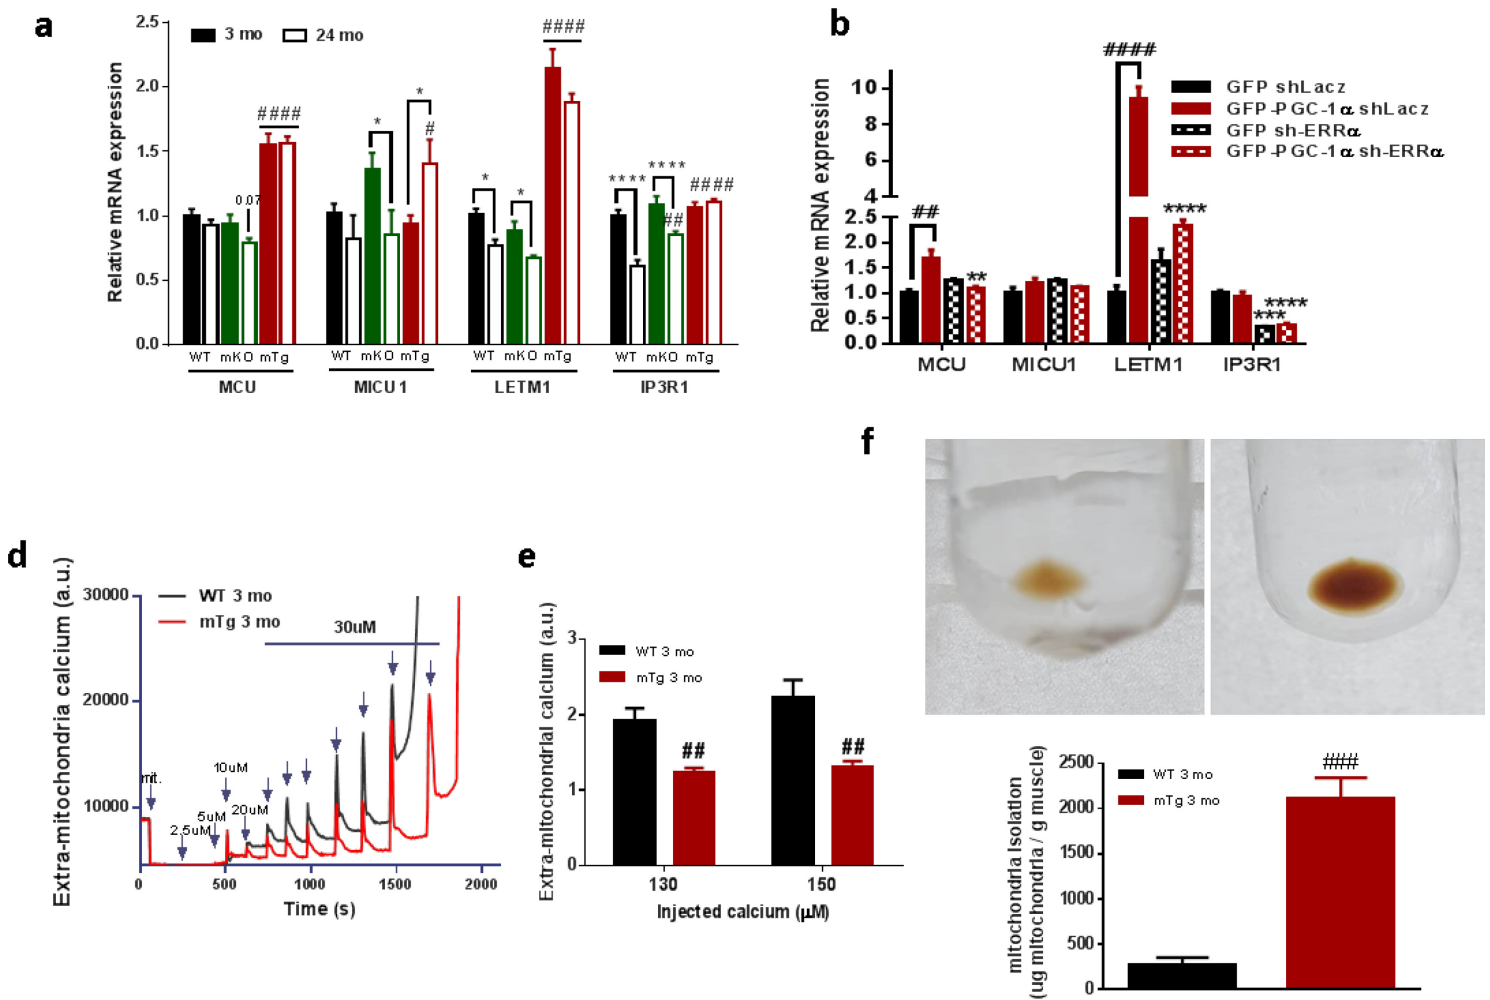 a
2.5
2.0
1.5
1.0
0.5
0.0
Relative mRNA expression
3 mo
24 mo
####
0.07
*
*
#
*
*
####
****
****
##
####
WT mKO mTg
WT mKO mTg
WT mKO mTg
WT mKO mTg
MCU
MICU1
LETM1
IP3R1
b
10
8
6
4
2.5
2.0
1.5
1.0
0.5
0.0
Relative mRNA expression
GFP shLacz
GFP-PGC-1α shLacz
GFP sh-ERRα
GFP-PGC-1α sh-ERRα
##
**
####
****
***
****
MCU
MICU1
LETM1
IP3R1
d
Extra-mitochondria calcium (a.u.)
30000
20000
10000
WT 3 mo
mTg 3 mo
30uM
mit.
2.5uM
5uM
10uM
20uM
0
500
1000
1500
2000
Time (s)
e
Extra-mitochondrial calcium (a.u.)
3
2
1
0
WT 3 mo
mTg 3 mo
##
##
130
150
Injected calcium (μM)
f
mitochondria Isolation
(ug mitochondria / g muscle)
2500
2000
1500
1000
500
0
WT 3 mo
mTg 3 mo
###